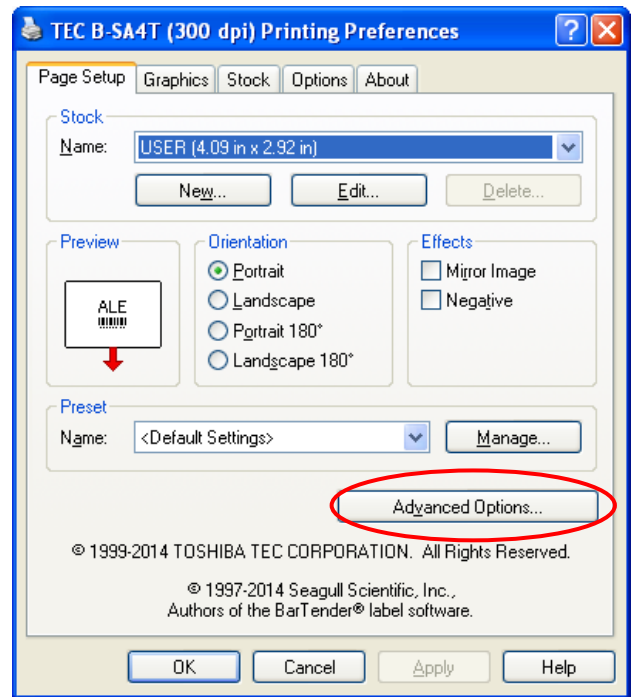 TEC B-SA4T (300 dpi) Printing Preferences
Page Setup Graphics Stock Options About
Stock
Name: USER (4.09 in x 2.92 in)
New... Edit... Delete...
Preview Orientation Effects
Portrait Mirror Image
ALE Landscape Negative
Portrait 180°
Landscape 180°
Preset
Name: <Default Settings> Manage...
Advanced Options...
© 1999-2014 TOSHIBA TEC CORPORATION. All Rights Reserved.
© 1997-2014 Seagull Scientific, Inc.,
Authors of the BarTender® label software.
OK Cancel Apply Help